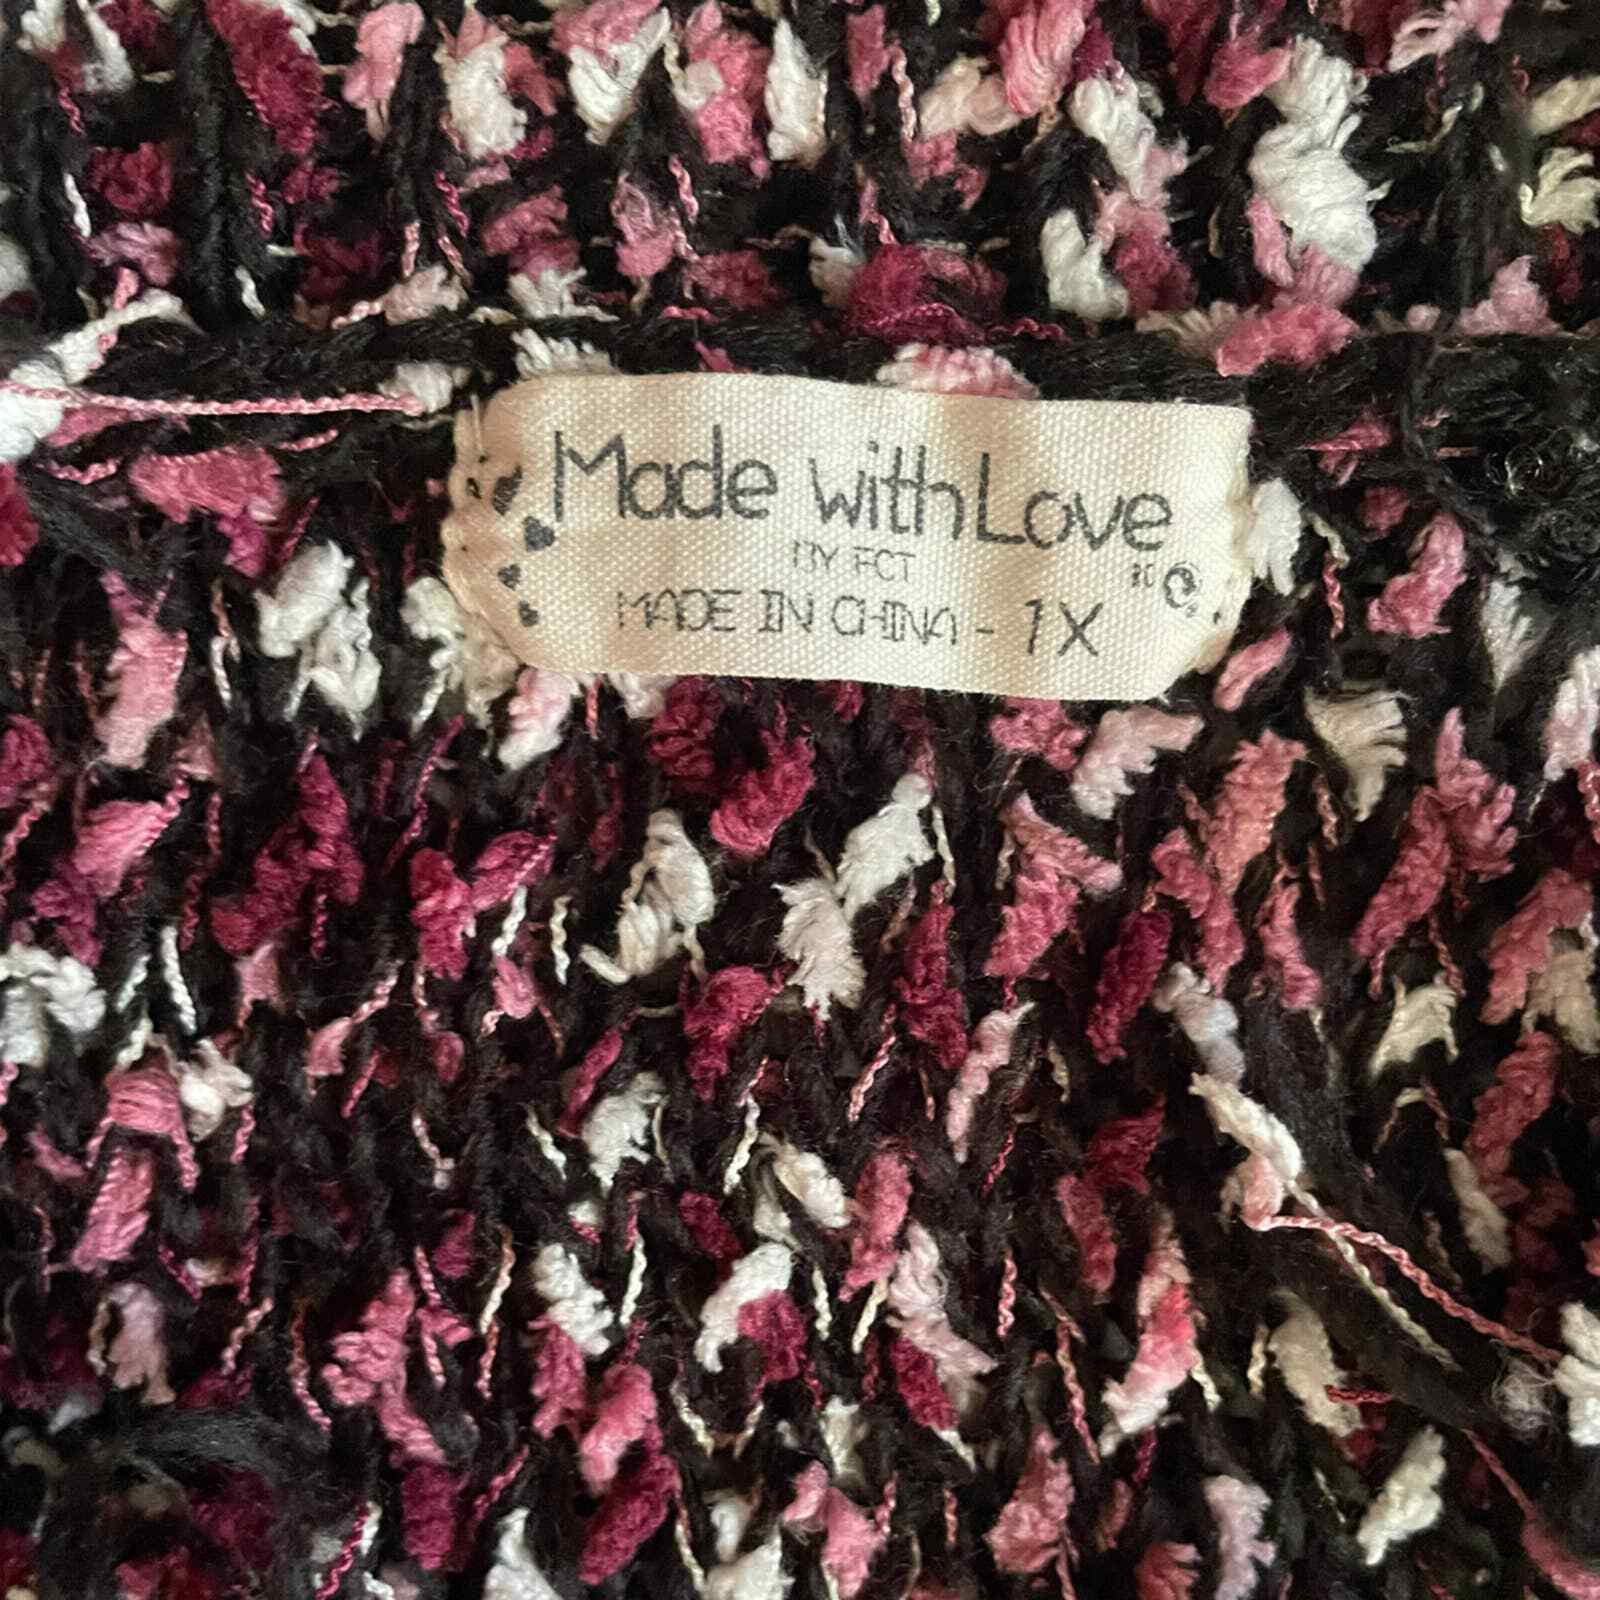 Made with Love
BY FCT
MADE IN CHINA - 1X